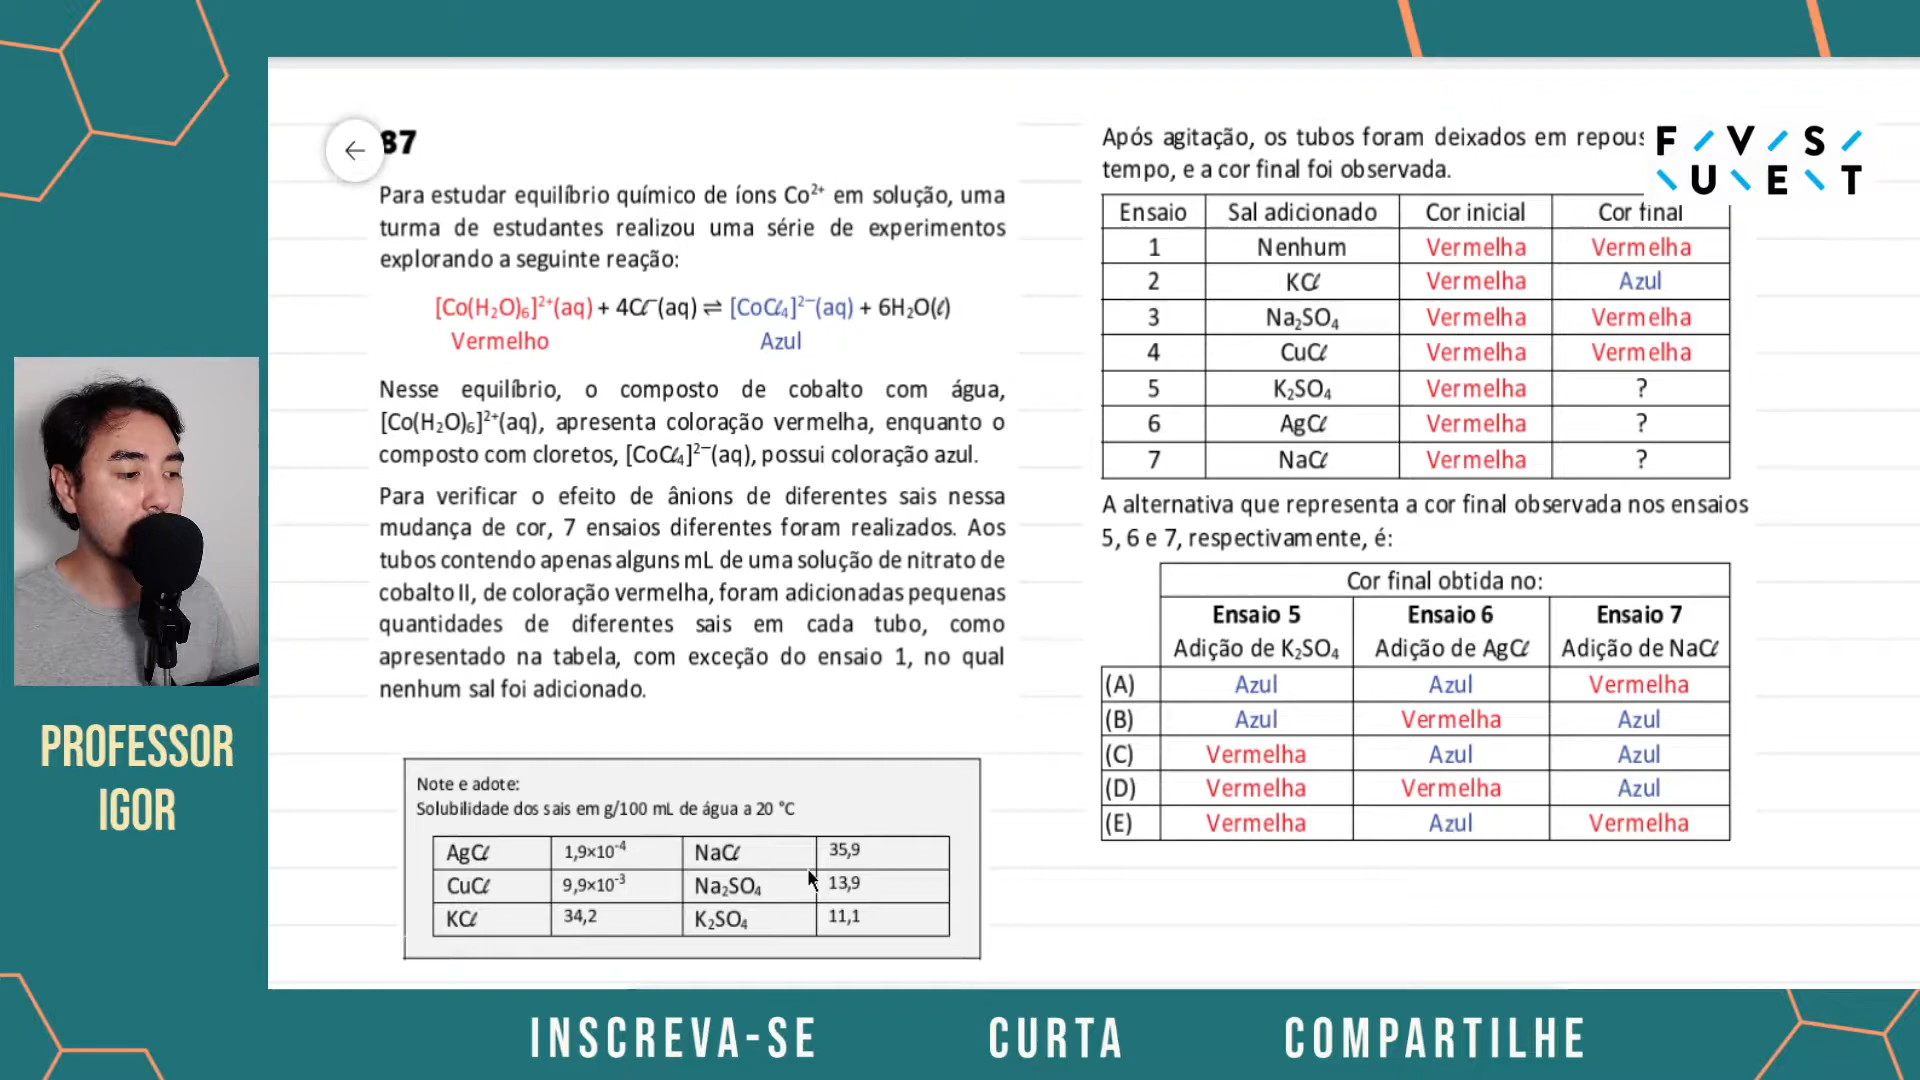 87
Para estudar equilíbrio químico de íons Co²⁺ em solução, uma
turma de estudantes realizou uma série de experimentos
explorando a seguinte reação:
[Co(H₂O)₆]²⁺(aq) + 4Cℓ⁻(aq) ⇌ [CoCℓ₄]²⁻(aq) + 6H₂O(ℓ)
Vermelho Azul
Nesse equilíbrio, o composto de cobalto com água,
[Co(H₂O)₆]²⁺(aq), apresenta coloração vermelha, enquanto o
composto com cloretos, [CoCℓ₄]²⁻(aq), possui coloração azul.
Para verificar o efeito de ânions de diferentes sais nessa
mudança de cor, 7 ensaios diferentes foram realizados. Aos
tubos contendo apenas alguns mL de uma solução de nitrato de
cobalto II, de coloração vermelha, foram adicionadas pequenas
quantidades de diferentes sais em cada tubo, como
apresentado na tabela, com exceção do ensaio 1, no qual
nenhum sal foi adicionado.
Note e adote:
Solubilidade dos sais em g/100 mL de água a 20 °C
AgCℓ 1,9×10⁻⁴ NaCℓ 35,9
CuCℓ 9,9×10⁻³ Na₂SO₄ 13,9
KCℓ 34,2 K₂SO₄ 11,1
Após agitação, os tubos foram deixados em repous
tempo, e a cor final foi observada.
Ensaio Sal adicionado Cor inicial Cor final
1 Nenhum Vermelha Vermelha
2 KCℓ Vermelha Azul
3 Na₂SO₄ Vermelha Vermelha
4 CuCℓ Vermelha Vermelha
5 K₂SO₄ Vermelha ?
6 AgCℓ Vermelha ?
7 NaCℓ Vermelha ?
A alternativa que representa a cor final observada nos ensaios
5, 6 e 7, respectivamente, é:
Cor final obtida no:
Ensaio 5 Ensaio 6 Ensaio 7
Adição de K₂SO₄ Adição de AgCℓ Adição de NaCℓ
(A) Azul Azul Vermelha
(B) Azul Vermelha Azul
(C) Vermelha Azul Azul
(D) Vermelha Vermelha Azul
(E) Vermelha Azul Vermelha
F V S
U E T
PROFESSOR
IGOR
INSCREVA-SE CURTA COMPARTILHE